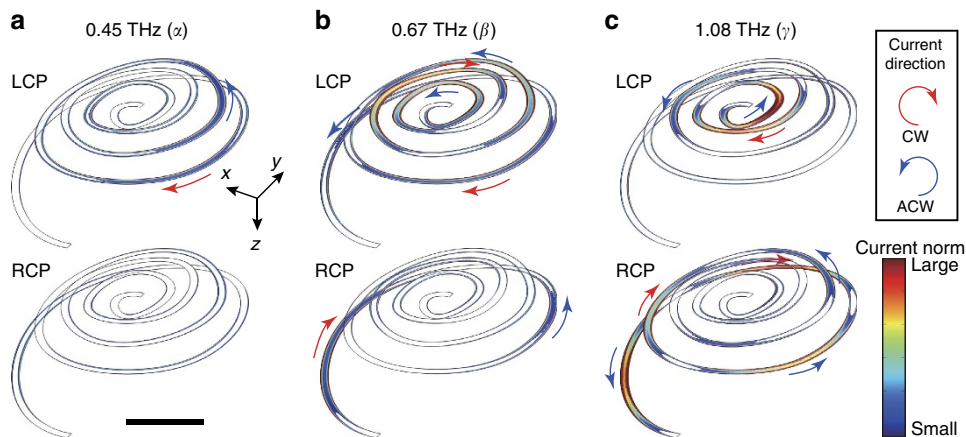 a
0.45 THz (α)
b
0.67 THz (β)
c
1.08 THz (γ)
LCP
LCP
LCP
Current
direction
CW
ACW
x
y
z
RCP
RCP
RCP
Current norm
Large
Small